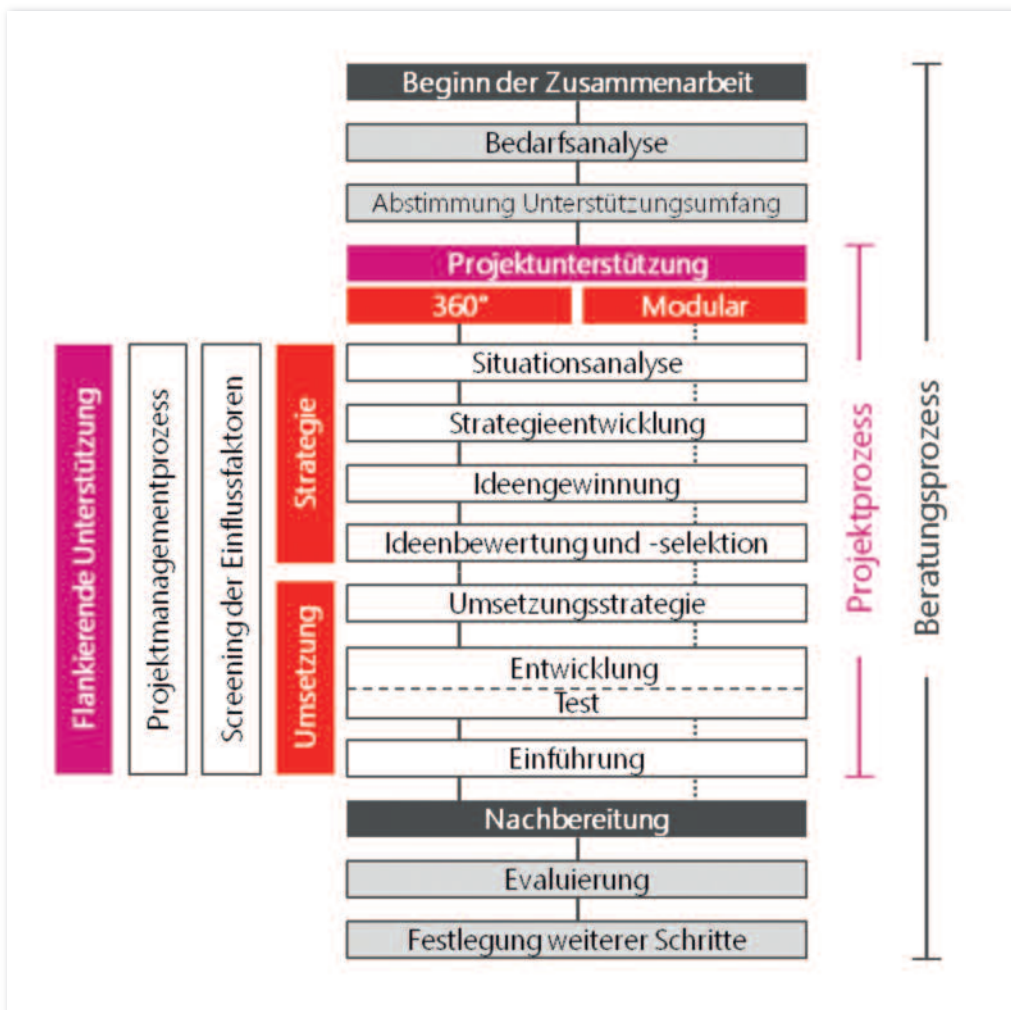 Beginn der Zusammenarbeit
Bedarfsanalyse
Abstimmung Unterstützungsumfang
Projektunterstützung
360°
Modular
Flankierende Unterstützung
Projektmanagementprozess
Screening der Einflussfaktoren
Strategie
Umsetzung
Situationsanalyse
Strategieentwicklung
Ideengewinnung
Ideenbewertung und -selektion
Umsetzungsstrategie
Entwicklung
Test
Einführung
Nachbereitung
Evaluierung
Festlegung weiterer Schritte
Projektprozess
Beratungsprozess